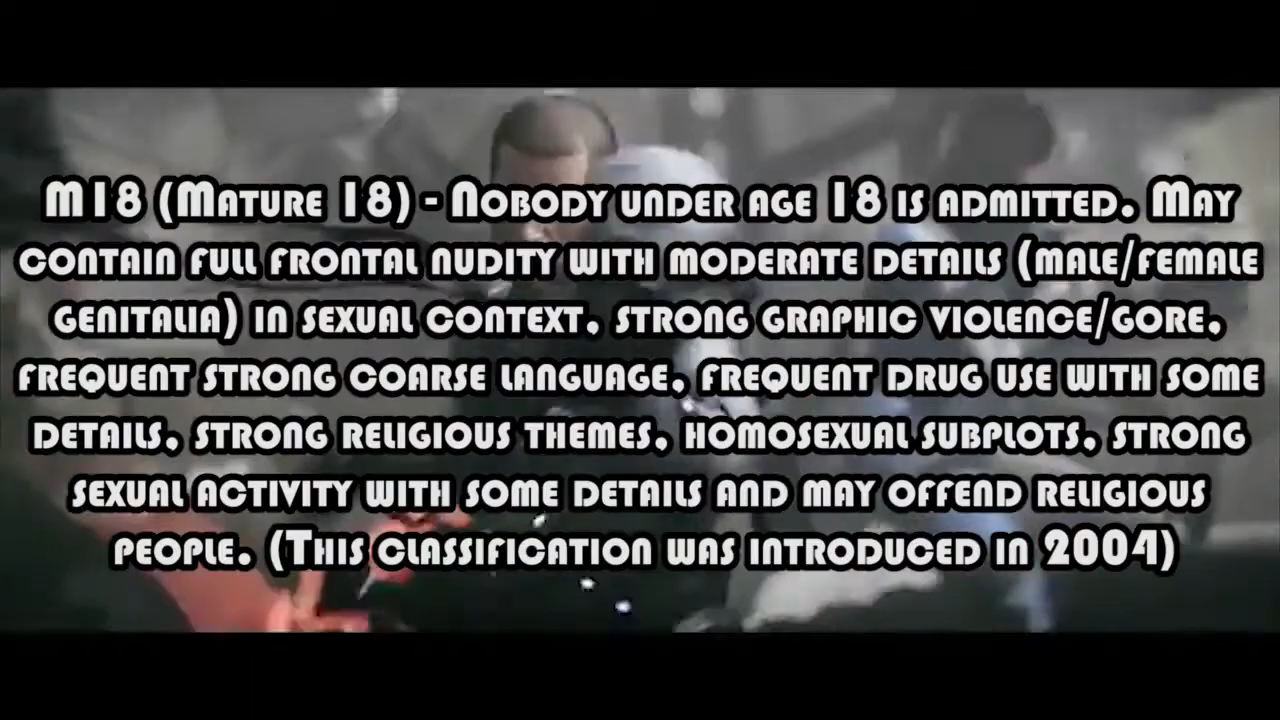 M18 (Mature 18) - Nobody under age 18 is admitted. May
contain full frontal nudity with moderate details (male/female
genitalia) in sexual context, strong graphic violence/gore,
frequent strong coarse language, frequent drug use with some
details, strong religious themes, homosexual subplots, strong
sexual activity with some details and may offend religious
people. (This classification was introduced in 2004)